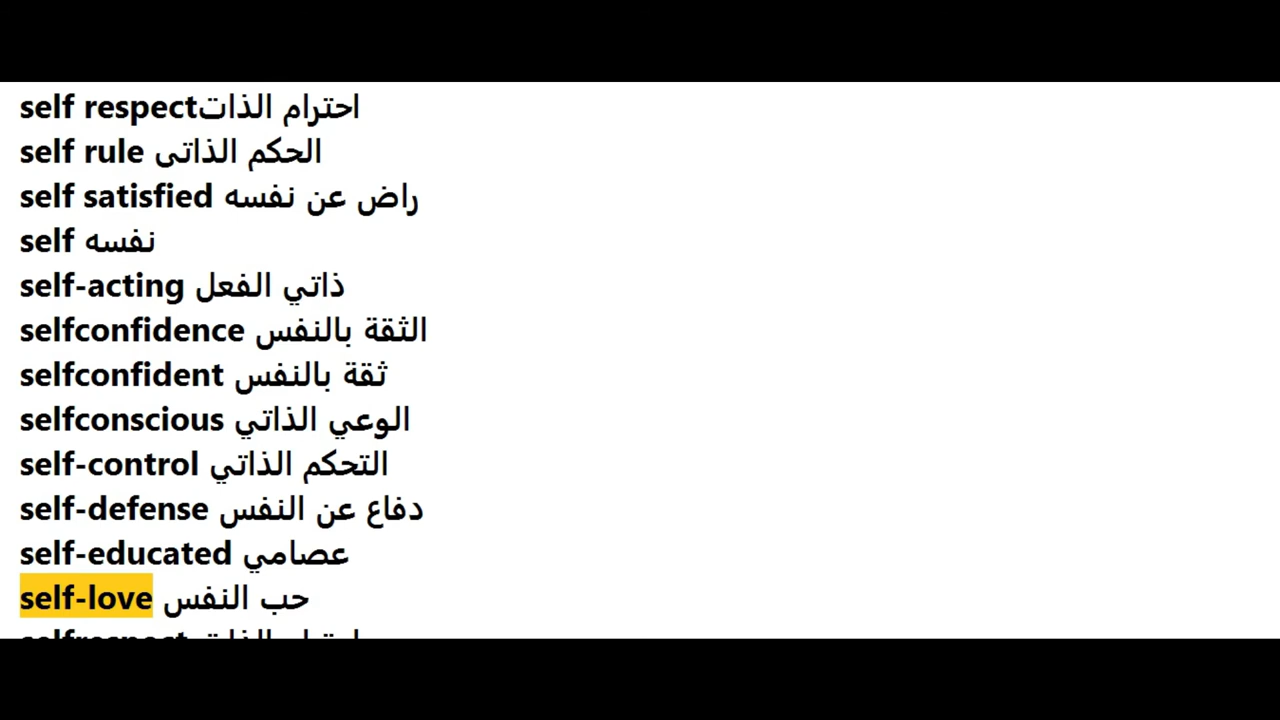 self respectاحترام الذات
self rule الحكم الذاتى
self satisfied راض عن نفسه
self نفسه
self-acting ذاتي الفعل
selfconfidence الثقة بالنفس
selfconfident ثقة بالنفس
selfconscious الوعي الذاتي
self-control التحكم الذاتي
self-defense دفاع عن النفس
self-educated عصامي
self-love حب النفس